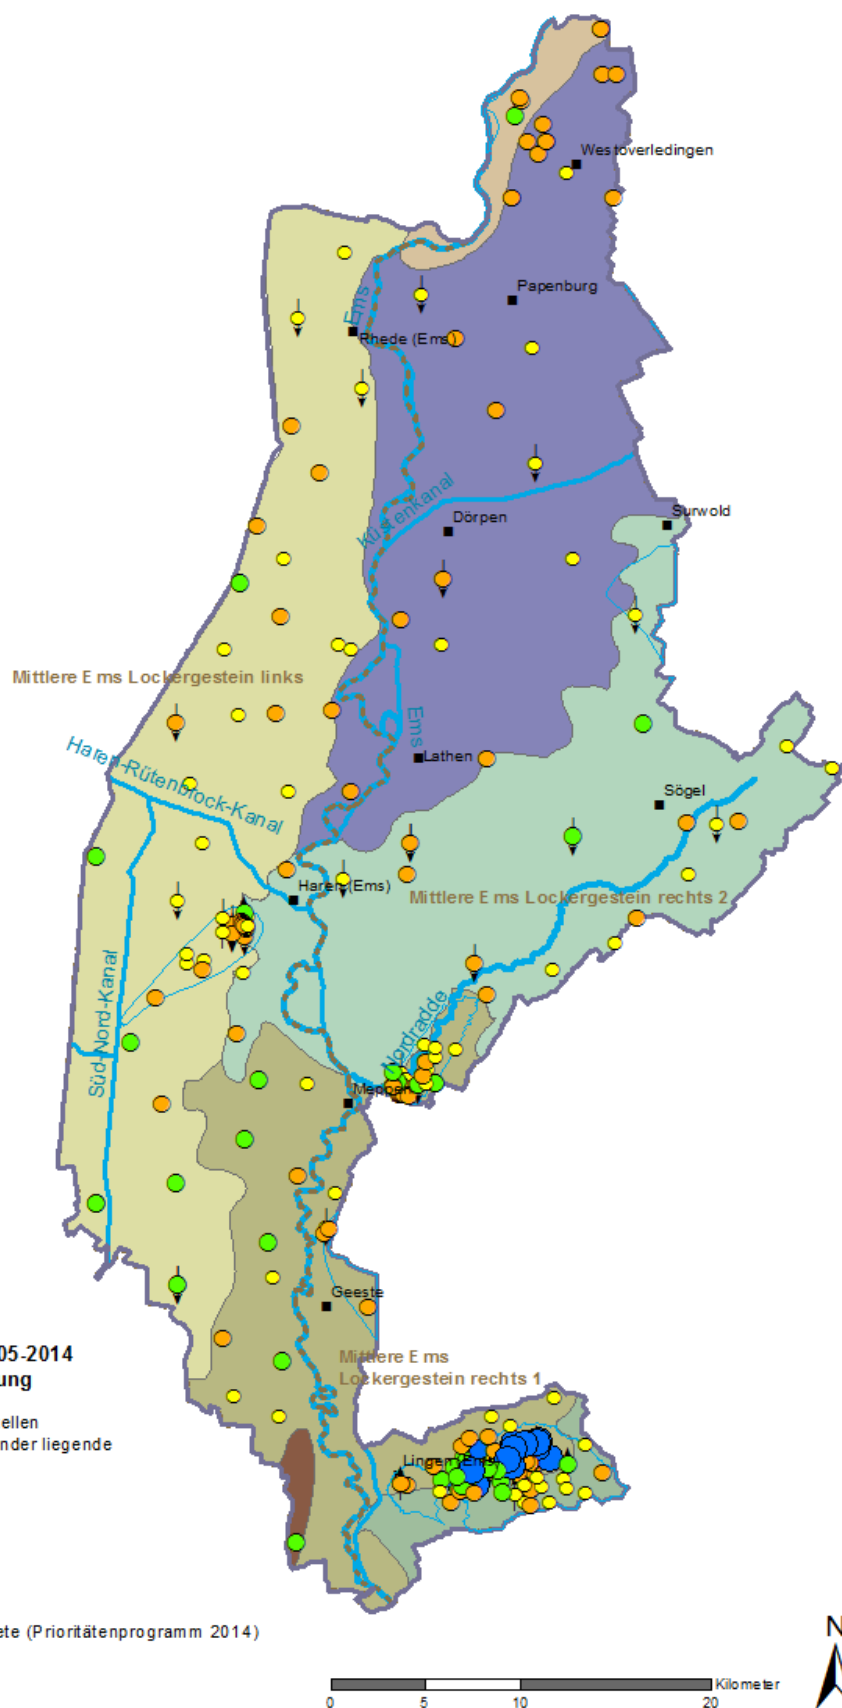 Westoverledingen
Papenburg
Ems
Rhede (Ems)
Küstenkanal
Dörpen
Surwold
Mittlere Ems Lockergestein links
Ems
Lathen
Haren-Rütenbrock-Kanal
Sögel
Haren (Ems)
Mittlere Ems Lockergestein rechts 2
Süd-Nord-Kanal
Nordradde
Meppen
Geeste
05-2014
ung
Mittlere Ems
Lockergestein rechts 1
ellen
nder liegende
Lingen (Ems)
ete (Prioritätenprogramm 2014)
N
Kilometer
0 5 10 20